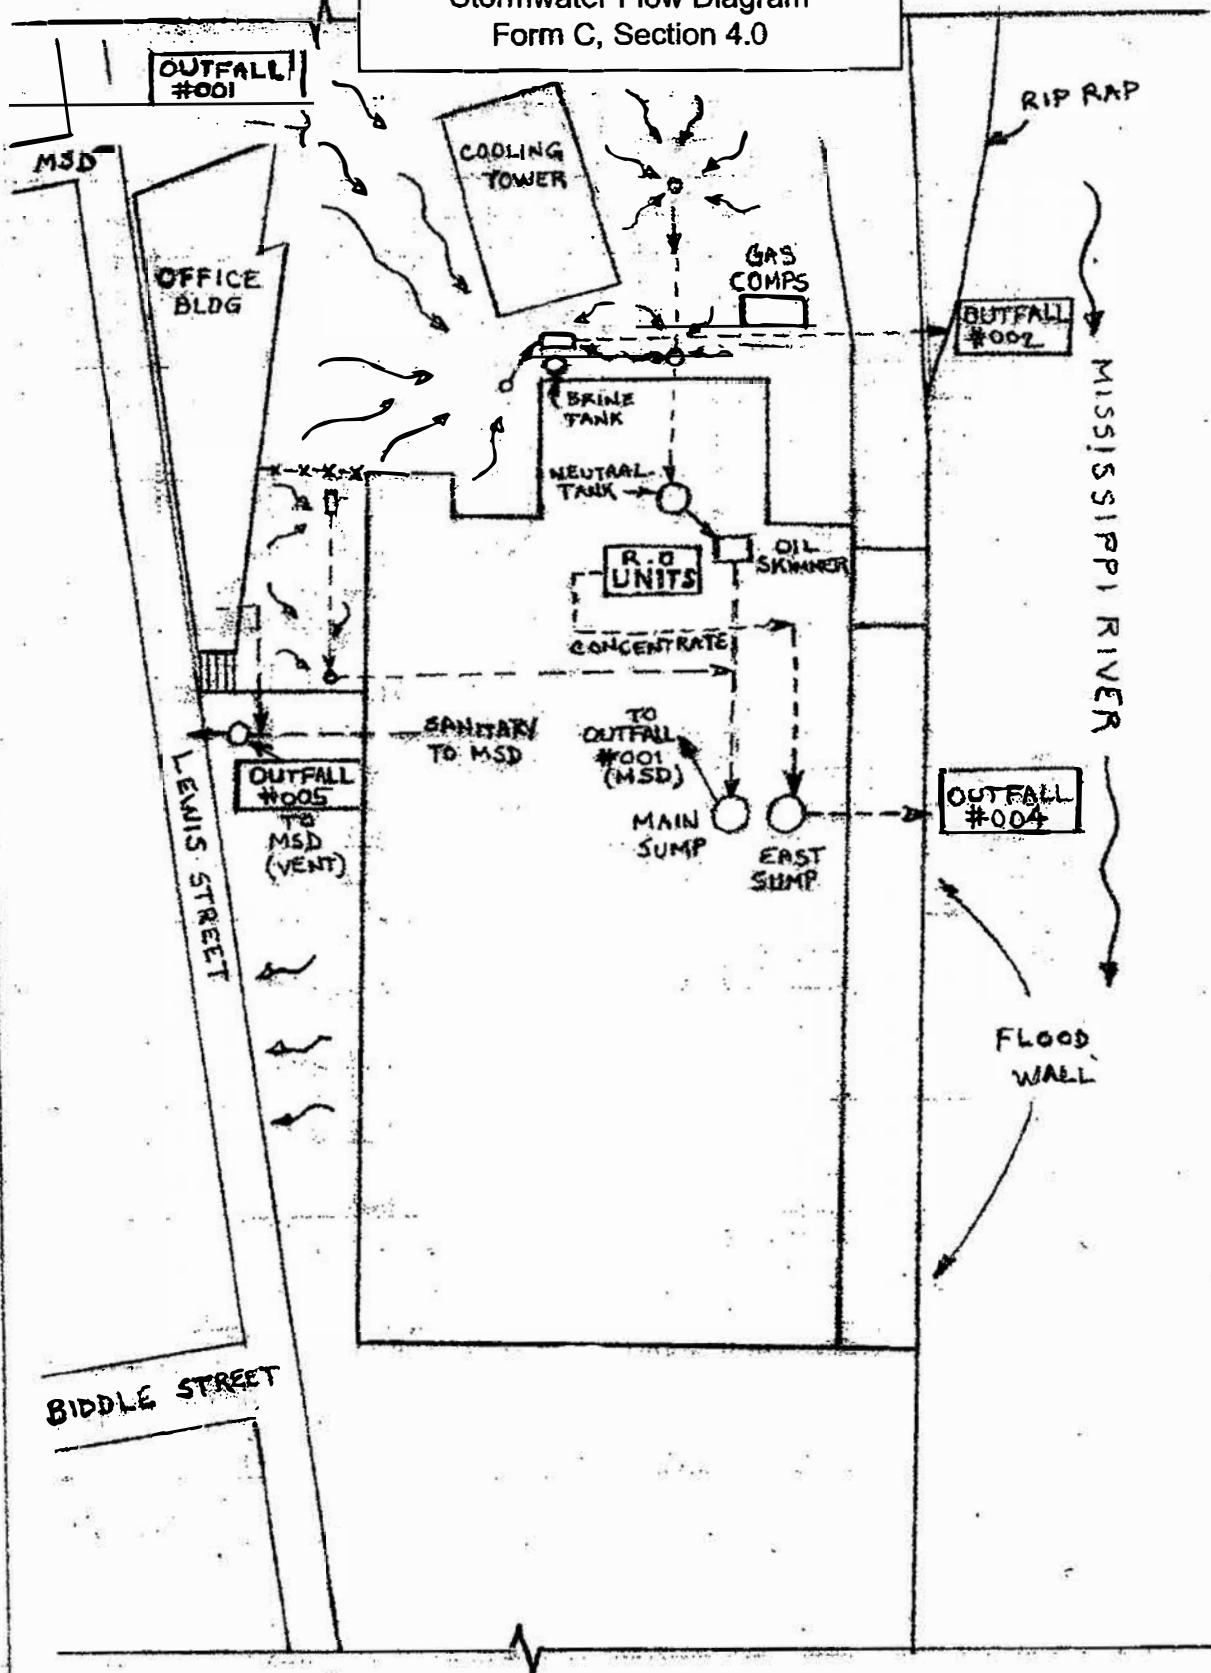 Stormwater Flow Diagram
Form C, Section 4.0
OUTFALL
#001
RIP RAP
MSD
COOLING
TOWER
OFFICE
BLDG
GAS
COMPS
OUTFALL
#002
BRINE
TANK
MISSISSIPPI RIVER
NEUTRAL
TANK
R.O
UNITS
OIL
SKIMMER
CONCENTRATE
SANITARY
TO MSD
TO
OUTFALL
#001
(MSD)
OUTFALL
#005
TO
MSD
(VENT)
LEWIS STREET
MAIN
SUMP
EAST
SUMP
OUTFALL
#004
FLOOD
WALL
BIDDLE STREET